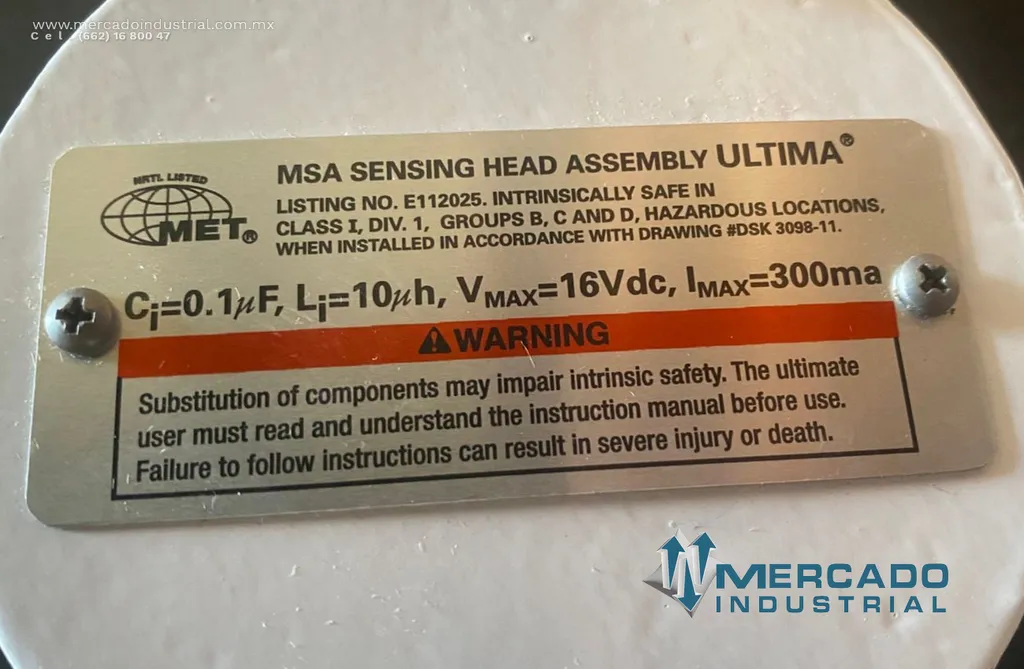 www.mercadoindustrial.com.mx
Cel. (662) 16 800 47
NRTL LISTED
MET®
MSA SENSING HEAD ASSEMBLY ULTIMA®
LISTING NO. E112025. INTRINSICALLY SAFE IN
CLASS I, DIV. 1, GROUPS B, C AND D, HAZARDOUS LOCATIONS,
WHEN INSTALLED IN ACCORDANCE WITH DRAWING #DSK 3098-11.
Ci=0.1µF, Li=10µh, VMAX=16Vdc, IMAX=300ma
⚠WARNING
Substitution of components may impair intrinsic safety. The ultimate
user must read and understand the instruction manual before use.
Failure to follow instructions can result in severe injury or death.
MERCADO
INDUSTRIAL